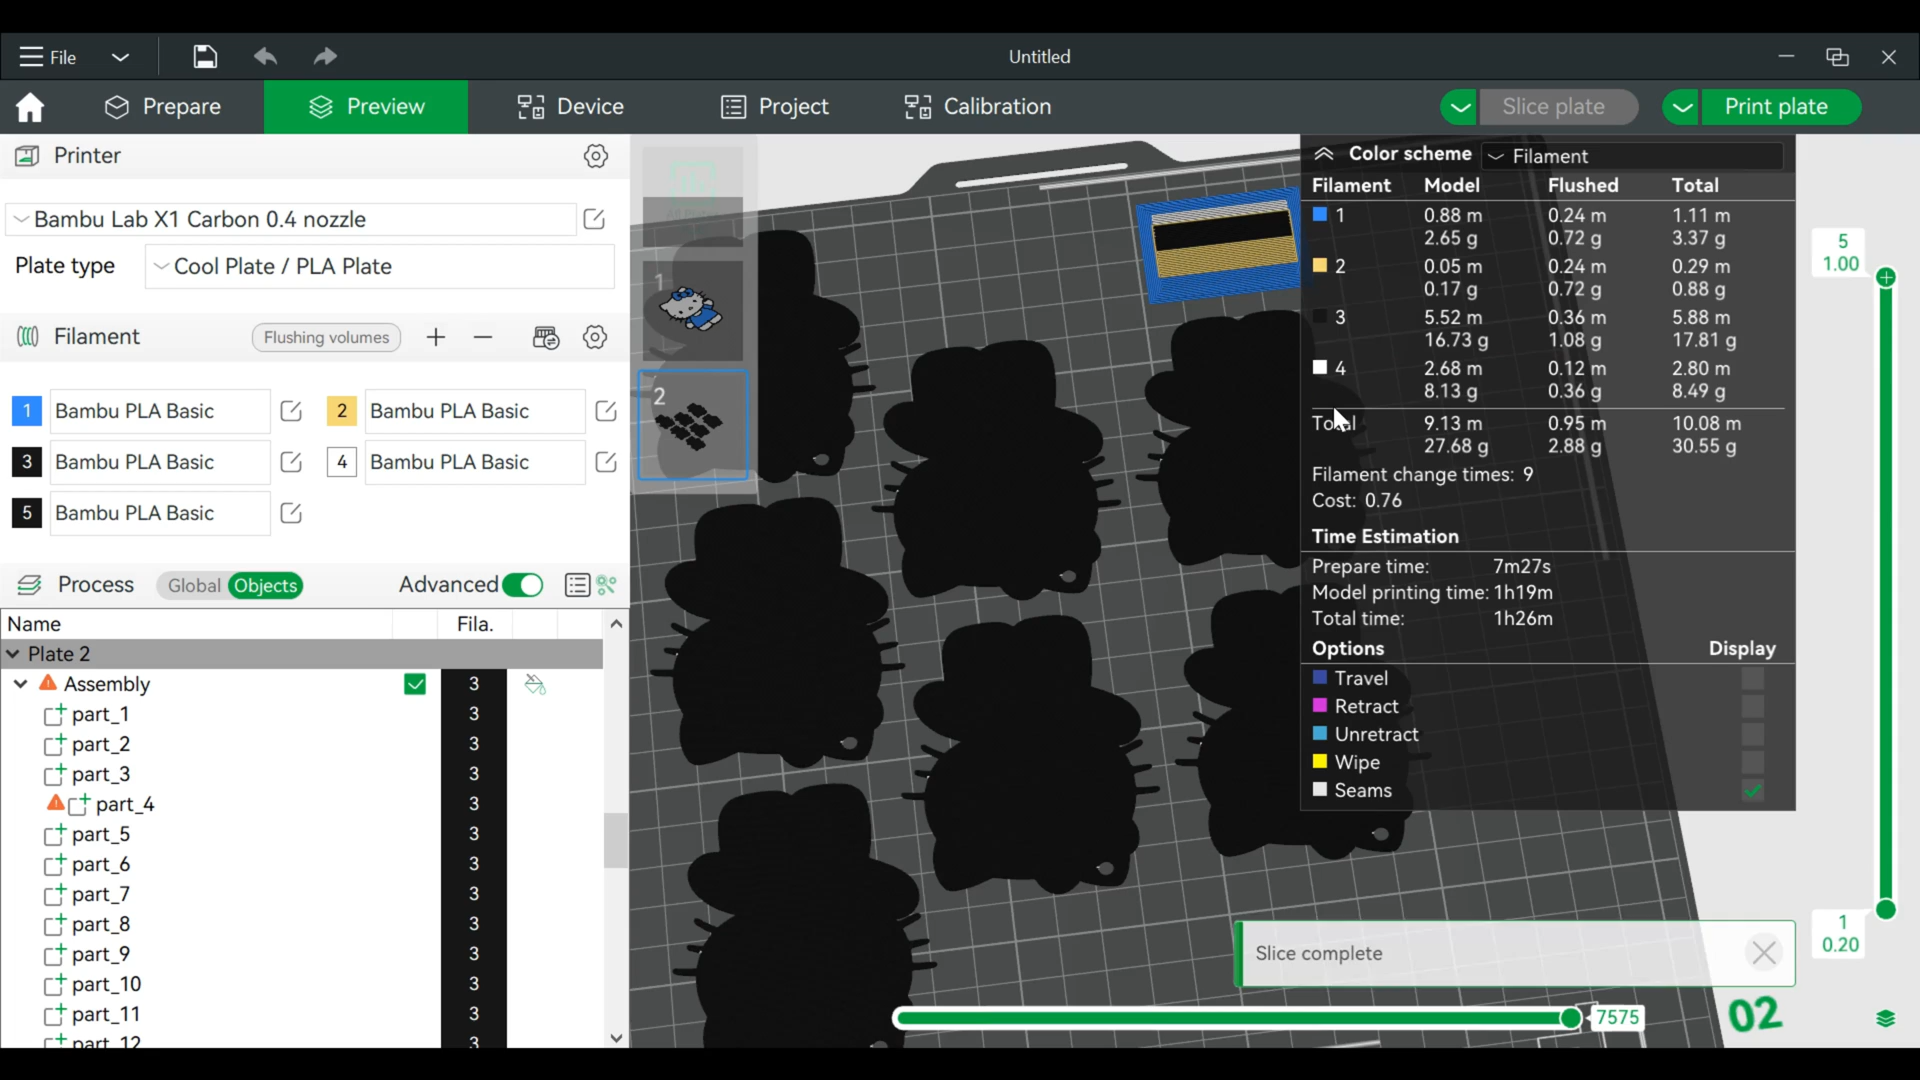 File
Untitled
Prepare
Preview
Device
Project
Calibration
Slice plate
Print plate
Printer
Bambu Lab X1 Carbon 0.4 nozzle
Plate type
Cool Plate / PLA Plate
Filament
Flushing volumes
1 Bambu PLA Basic
2 Bambu PLA Basic
3 Bambu PLA Basic
4 Bambu PLA Basic
5 Bambu PLA Basic
Process Global Objects Advanced
Name Fila.
Plate 2
Assembly 3
part_1 3
part_2 3
part_3 3
part_4 3
part_5 3
part_6 3
part_7 3
part_8 3
part_9 3
part_10 3
part_11 3
part_12 3
1
2
Color scheme Filament
Filament Model Flushed Total
1 0.88 m 0.24 m 1.11 m
2.65 g 0.72 g 3.37 g
2 0.05 m 0.24 m 0.29 m
0.17 g 0.72 g 0.88 g
3 5.52 m 0.36 m 5.88 m
16.73 g 1.08 g 17.81 g
4 2.68 m 0.12 m 2.80 m
8.13 g 0.36 g 8.49 g
Total 9.13 m 0.95 m 10.08 m
27.68 g 2.88 g 30.55 g
Filament change times: 9
Cost: 0.76
Time Estimation
Prepare time: 7m27s
Model printing time: 1h19m
Total time: 1h26m
Options Display
Travel
Retract
Unretract
Wipe
Seams
5
1.00
1
0.20
Slice complete
7575
02